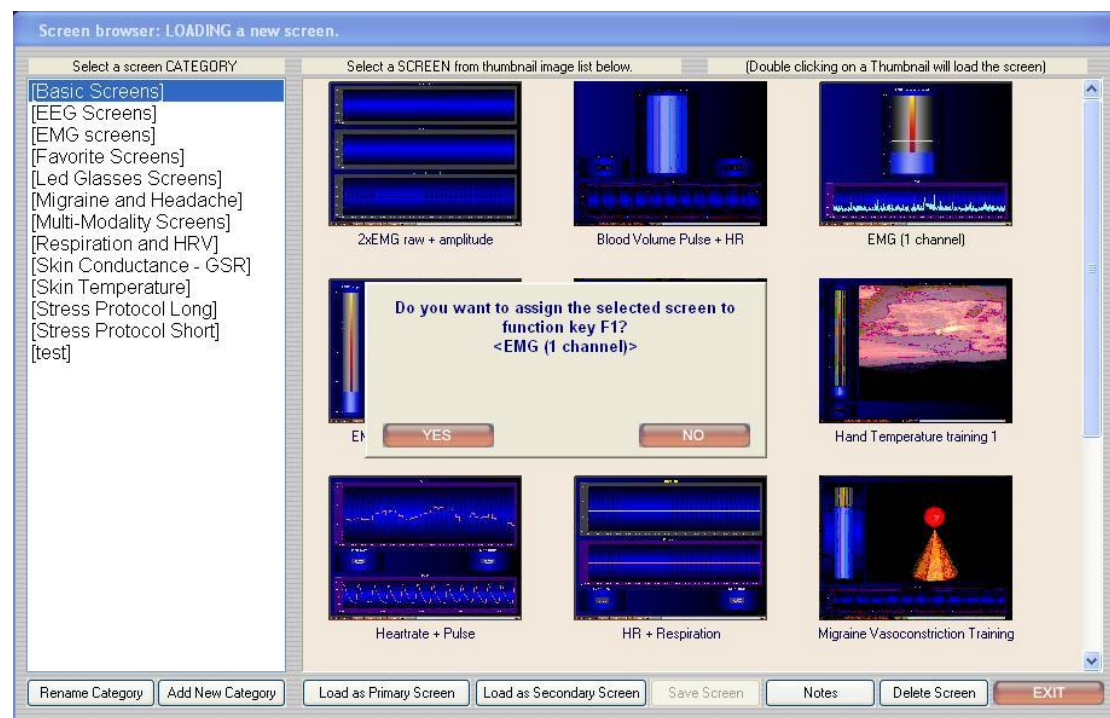 Screen browser: LOADING a new screen.
Select a screen CATEGORY
Select a SCREEN from thumbnail image list below.
(Double clicking on a Thumbnail will load the screen)
[Basic Screens]
[EEG Screens]
[EMG screens]
[Favorite Screens]
[Led Glasses Screens]
[Migraine and Headache]
[Multi-Modality Screens]
[Respiration and HRV]
[Skin Conductance - GSR]
[Skin Temperature]
[Stress Protocol Long]
[Stress Protocol Short]
[test]
2xEMG raw + amplitude
Blood Volume Pulse + HR
EMG (1 channel)
Do you want to assign the selected screen to
function key F1?
<EMG (1 channel)>
YES
NO
Hand Temperature training 1
Heartrate + Pulse
HR + Respiration
Migraine Vasoconstriction Training
Rename Category
Add New Category
Load as Primary Screen
Load as Secondary Screen
Save Screen
Notes
Delete Screen
EXIT